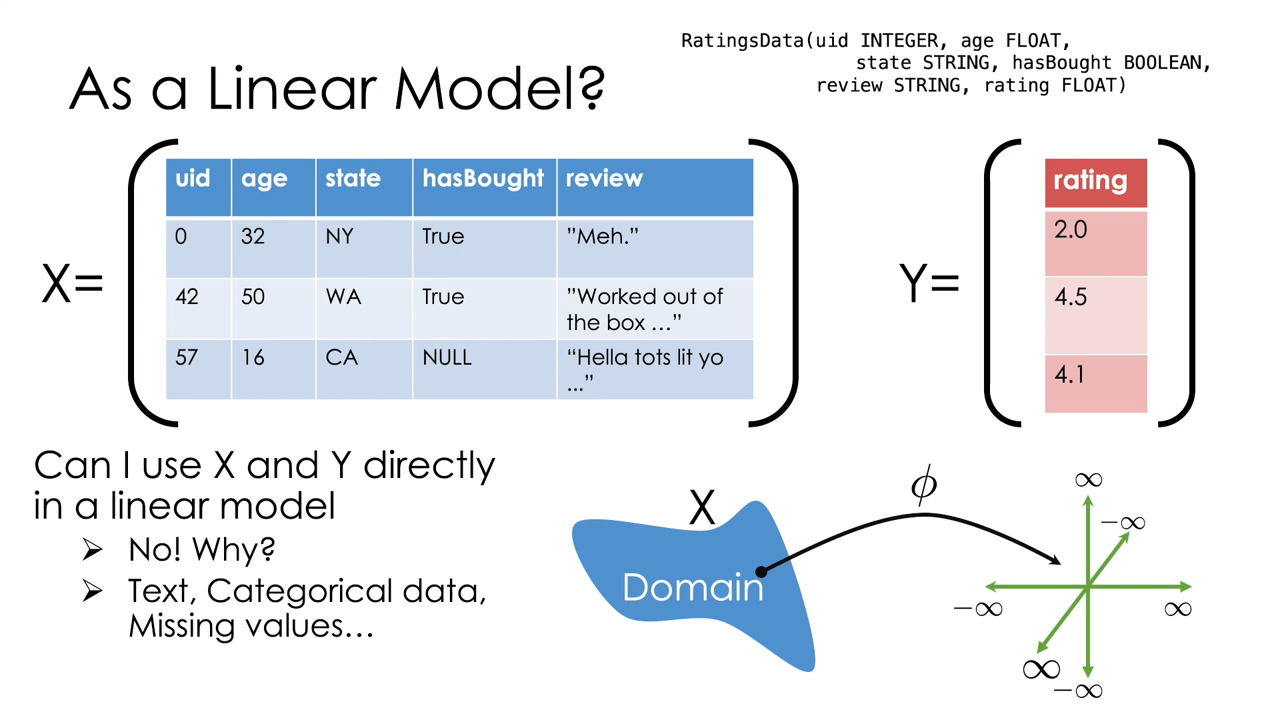 RatingsData(uid INTEGER, age FLOAT,
state STRING, hasBought BOOLEAN,
review STRING, rating FLOAT)
As a Linear Model?
X=
uid age state hasBought review
0 32 NY True ”Meh.”
42 50 WA True ”Worked out of
the box …”
57 16 CA NULL “Hella tots lit yo
...”
Y=
rating
2.0
4.5
4.1
Can I use X and Y directly
in a linear model
➢ No! Why?
➢ Text, Categorical data,
Missing values…
X
Domain
ϕ
∞
−∞
−∞
∞
∞
−∞